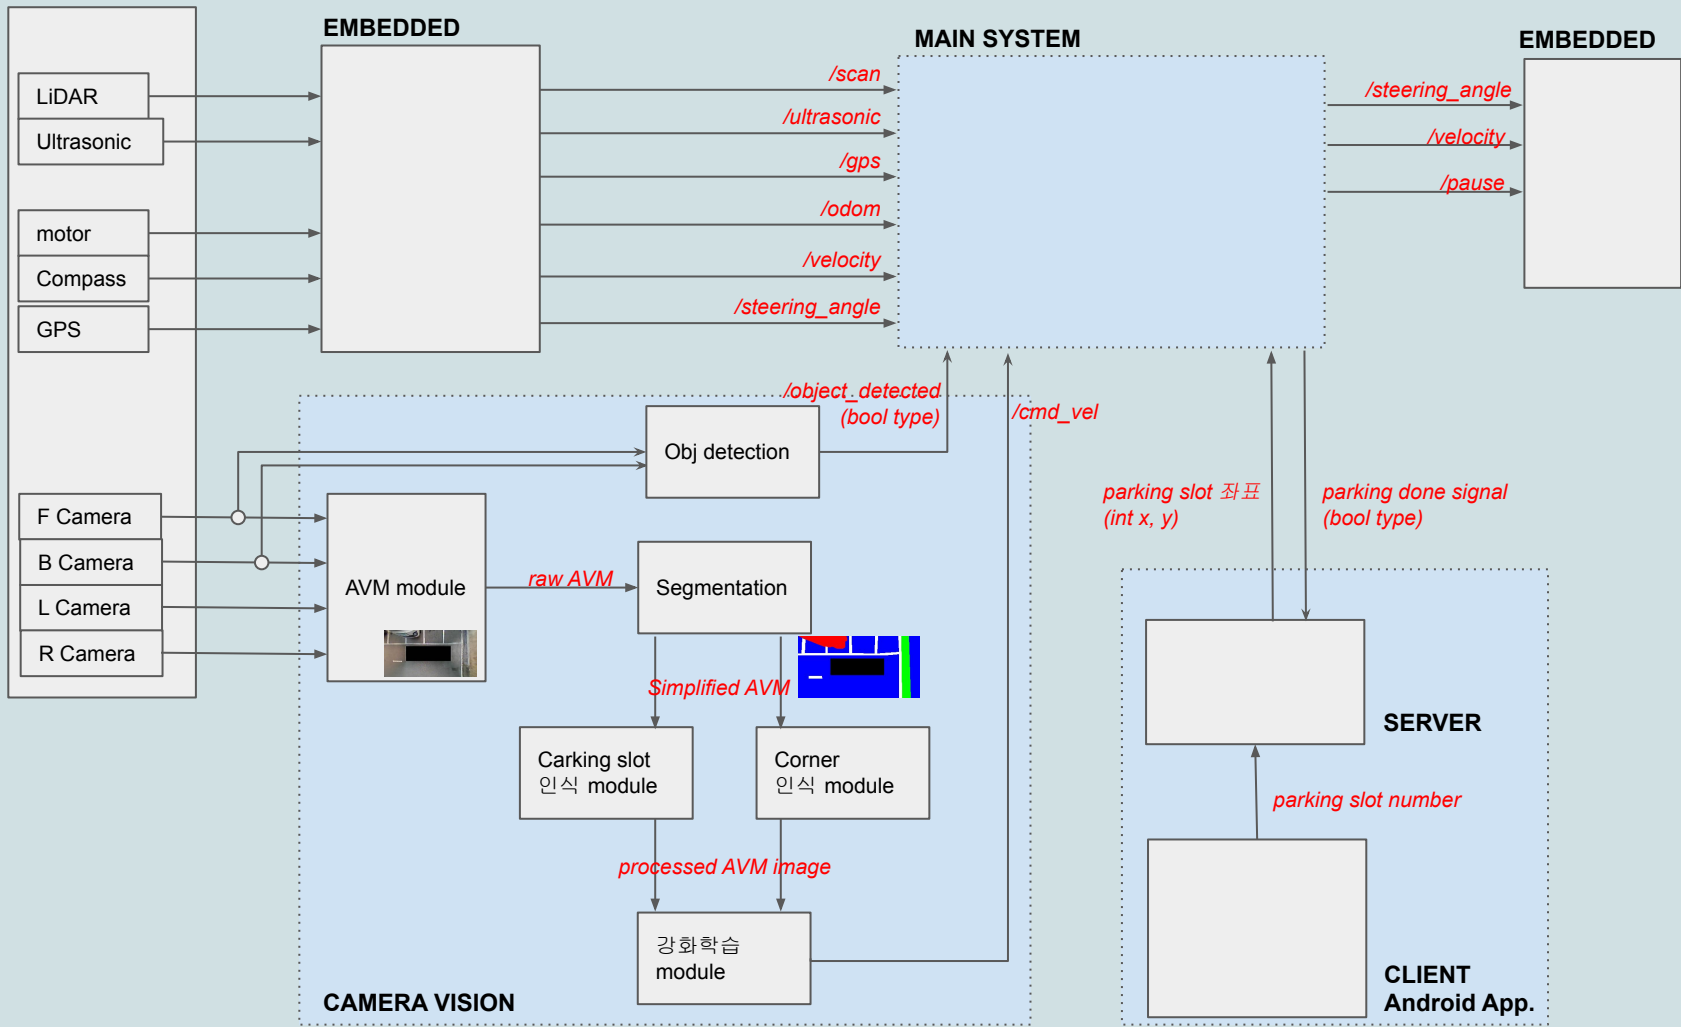 EMBEDDED
MAIN SYSTEM
EMBEDDED
LiDAR
Ultrasonic
motor
Compass
GPS
/scan
/ultrasonic
/gps
/odom
/velocity
/steering_angle
/steering_angle
/velocity
/pause
/object_detected
(bool type)
/cmd_vel
Obj detection
F Camera
B Camera
L Camera
R Camera
AVM module
raw AVM
Segmentation
Simplified AVM
Carking slot
인식 module
Corner
인식 module
processed AVM image
강화학습
module
CAMERA VISION
parking slot 좌표
(int x, y)
parking done signal
(bool type)
SERVER
parking slot number
CLIENT
Android App.